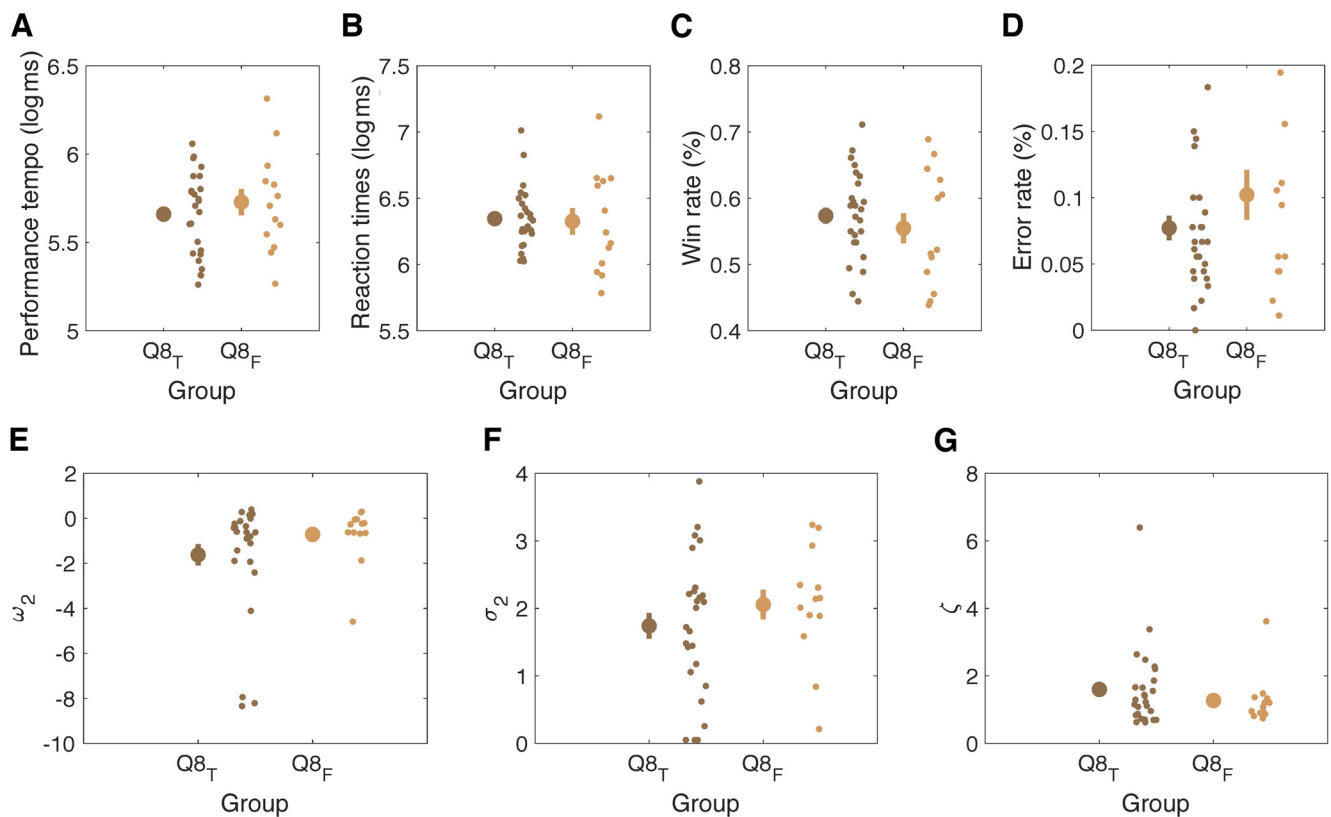 A
Performance tempo (log ms)
6.5
6
5.5
5
Q8T Q8F
Group
B
Reaction times (log ms)
7.5
7
6.5
6
5.5
Q8T Q8F
Group
C
Win rate (%)
0.8
0.7
0.6
0.5
0.4
Q8T Q8F
Group
D
Error rate (%)
0.2
0.15
0.1
0.05
0
Q8T Q8F
Group
E
ω2
2
0
-2
-4
-6
-8
-10
Q8T Q8F
Group
F
σ2
4
3
2
1
0
Q8T Q8F
Group
G
ζ
8
6
4
2
0
Q8T Q8F
Group